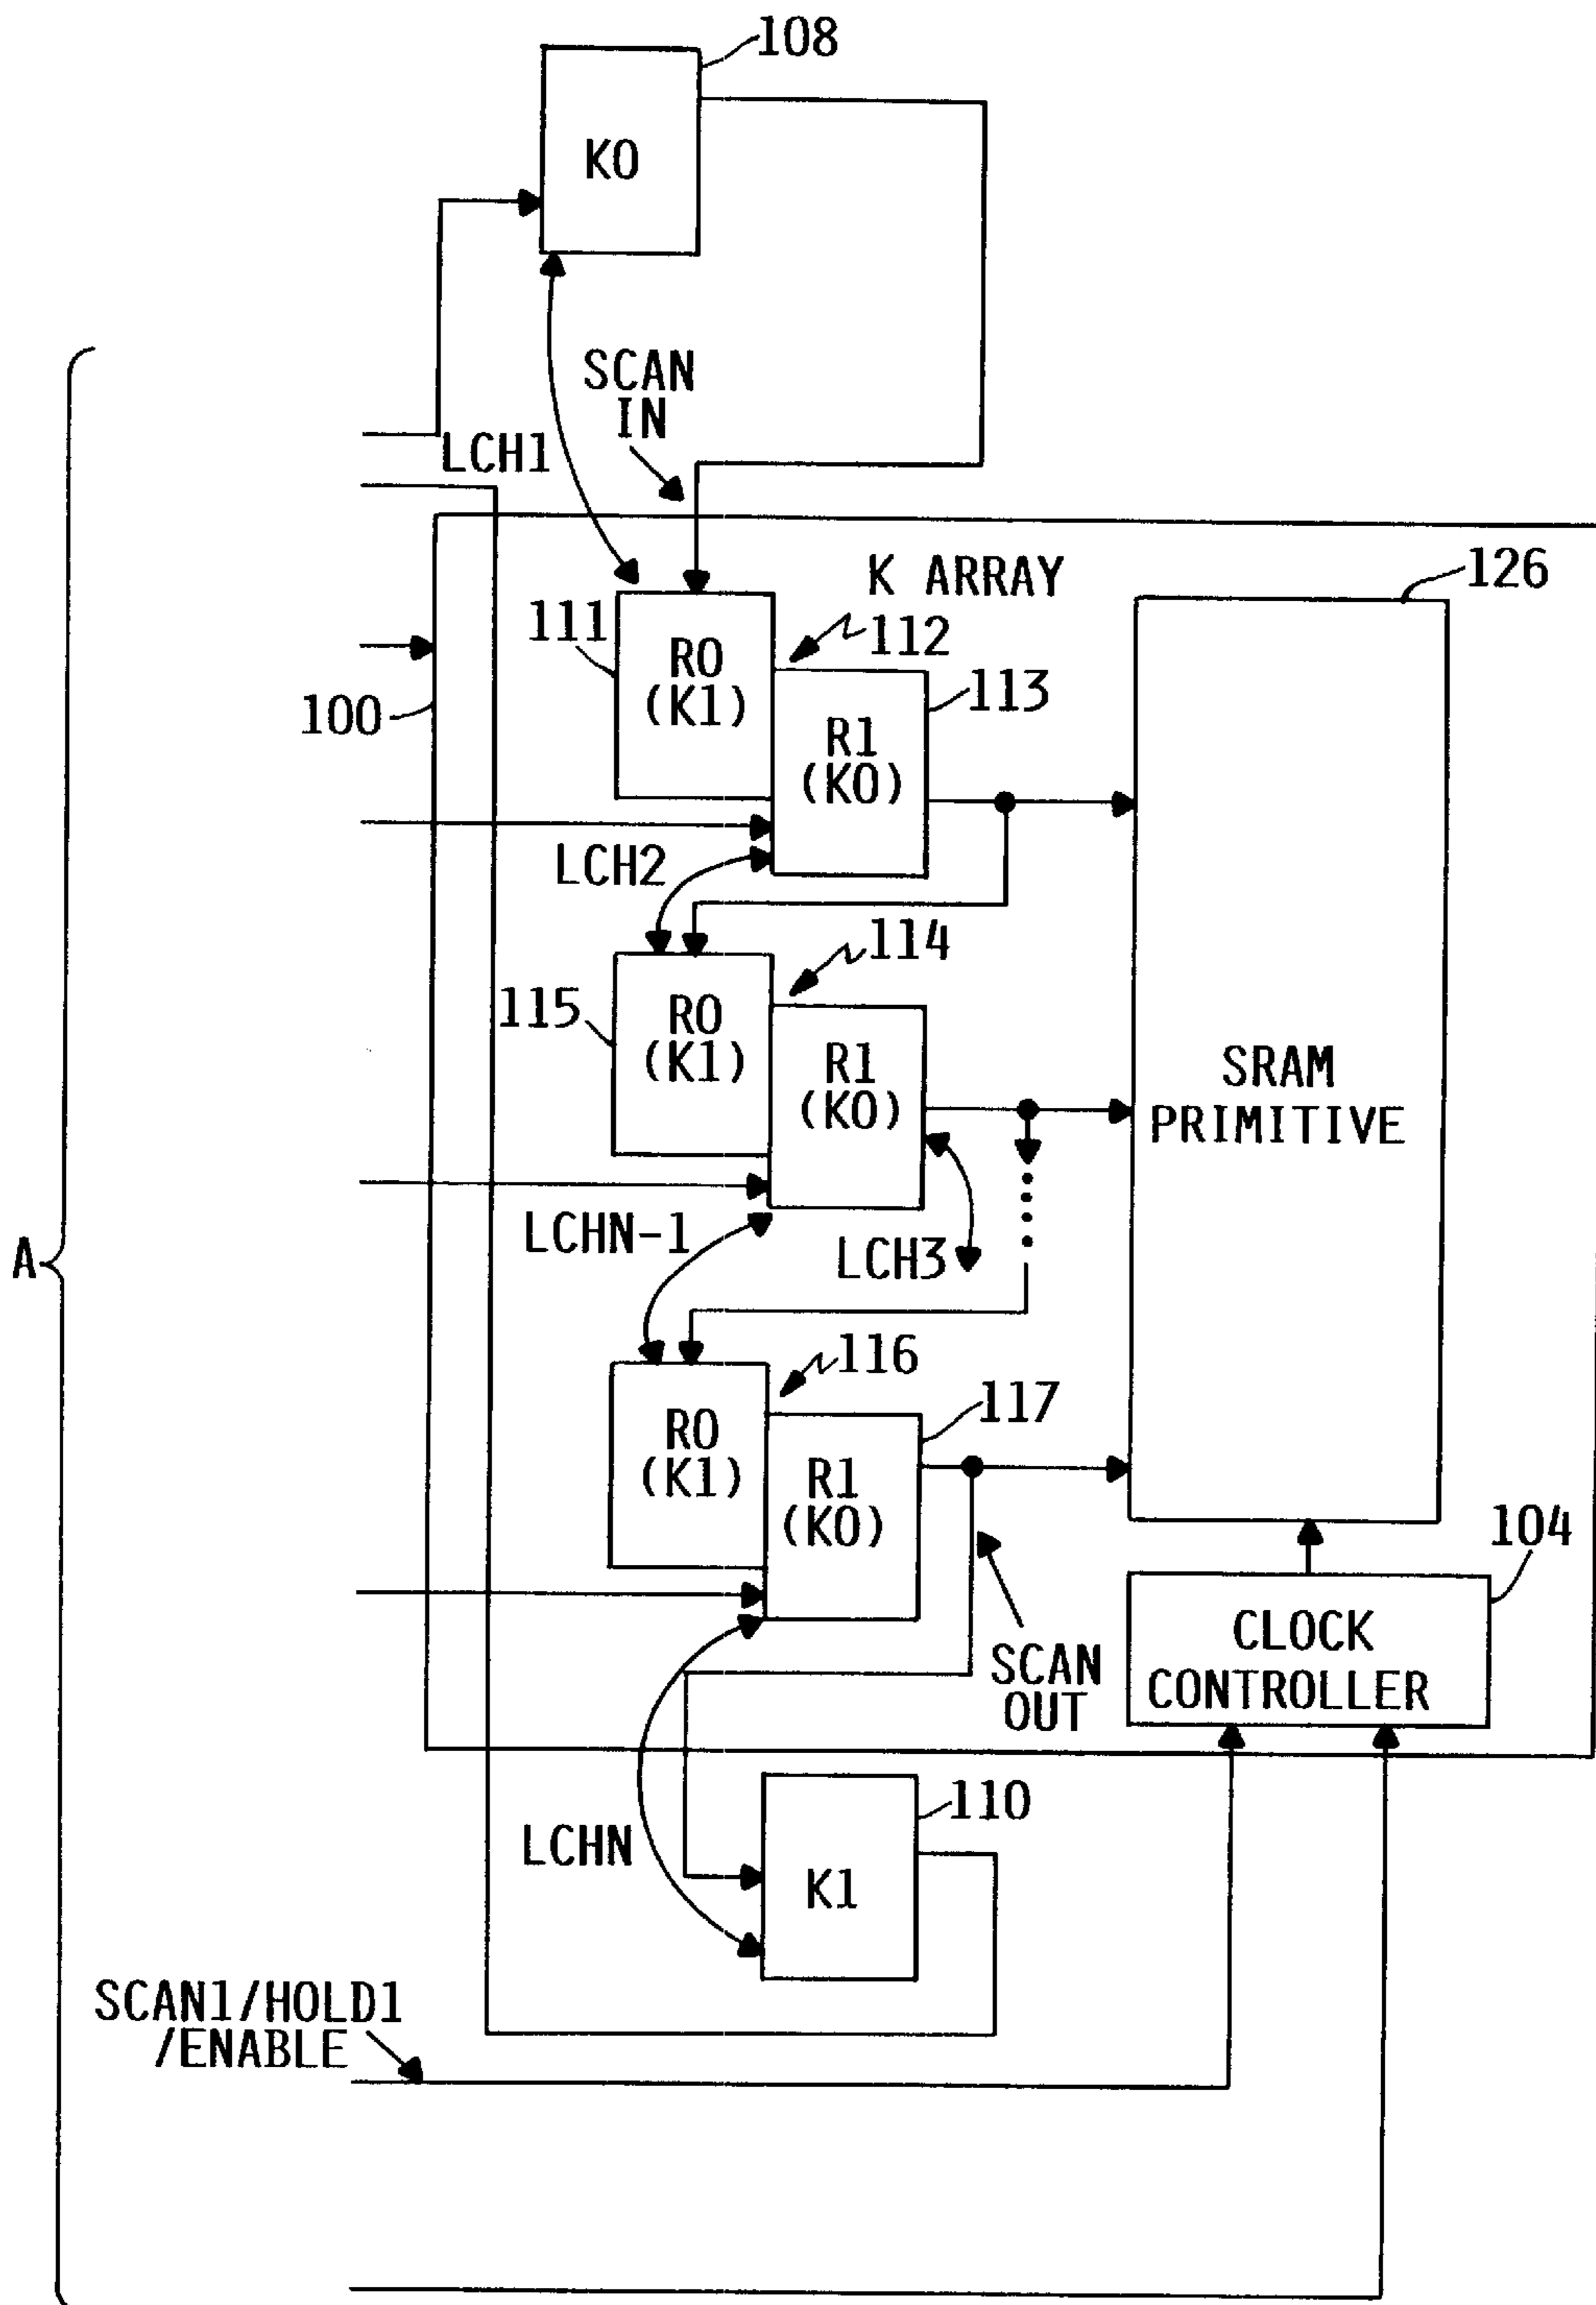 108
K0
SCAN
IN
LCH1
K ARRAY
126
111
112
R0
(K1)
113
100
R1
(K0)
LCH2
114
115
R0
(K1)
R1
(K0)
SRAM
PRIMITIVE
LCHN-1
LCH3
A
116
R0
(K1)
117
R1
(K0)
104
CLOCK
CONTROLLER
SCAN
OUT
110
LCHN
K1
SCAN1/HOLD1
/ENABLE